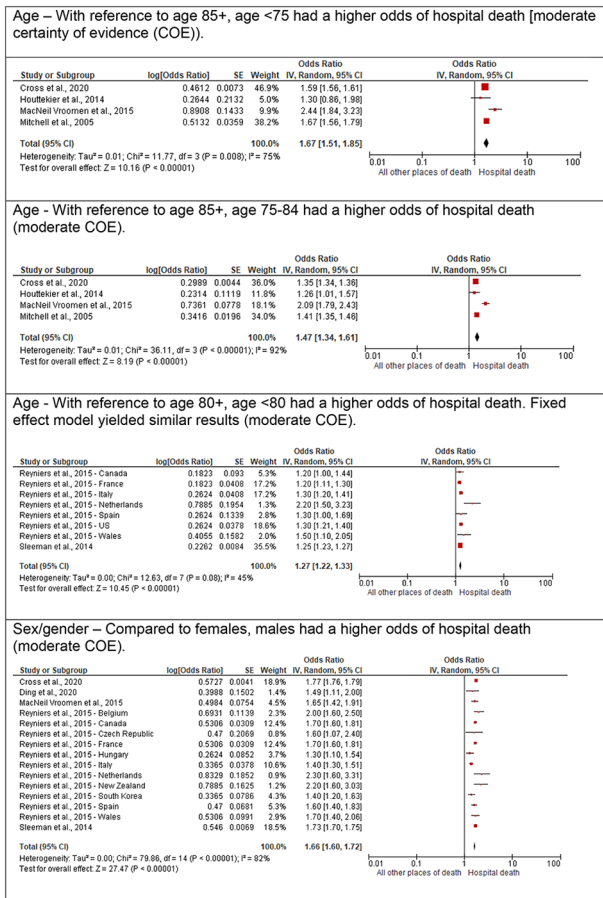 Age – With reference to age 85+, age <75 had a higher odds of hospital death [moderate
certainty of evidence (COE)).
Odds Ratio Odds Ratio
Study or Subgroup log[Odds Ratio] SE Weight IV, Random, 95% CI IV, Random, 95% CI
Cross et al., 2020 0.4612 0.0073 46.9% 1.59 [1.56, 1.61]
Houttekier et al., 2014 0.2644 0.2132 5.0% 1.30 [0.86, 1.98]
MacNeil Vroomen et al., 2015 0.8908 0.1433 9.9% 2.44 [1.84, 3.23]
Mitchell et al., 2005 0.5132 0.0359 38.2% 1.67 [1.56, 1.79]
Total (95% CI) 100.0% 1.67 [1.51, 1.85]
Heterogeneity: Tau² = 0.01; Chi² = 11.77, df = 3 (P = 0.008); I² = 75%
Test for overall effect: Z = 10.16 (P < 0.00001)
0.01 0.1 1 10 100
All other places of death Hospital death
Age - With reference to age 85+, age 75-84 had a higher odds of hospital death
(moderate COE).
Odds Ratio Odds Ratio
Study or Subgroup log[Odds Ratio] SE Weight IV, Random, 95% CI IV, Random, 95% CI
Cross et al., 2020 0.2989 0.0044 36.0% 1.35 [1.34, 1.36]
Houttekier et al., 2014 0.2314 0.1119 11.8% 1.26 [1.01, 1.57]
MacNeil Vroomen et al., 2015 0.7361 0.0778 18.1% 2.09 [1.79, 2.43]
Mitchell et al., 2005 0.3416 0.0196 34.0% 1.41 [1.35, 1.46]
Total (95% CI) 100.0% 1.47 [1.34, 1.61]
Heterogeneity: Tau² = 0.01; Chi² = 36.11, df = 3 (P < 0.00001); I² = 92%
Test for overall effect: Z = 8.19 (P < 0.00001)
0.01 0.1 1 10 100
All other places of death Hospital death
Age - With reference to age 80+, age <80 had a higher odds of hospital death. Fixed
effect model yielded similar results (moderate COE).
Odds Ratio Odds Ratio
Study or Subgroup log[Odds Ratio] SE Weight IV, Random, 95% CI IV, Random, 95% CI
Reyniers et al., 2015 - Canada 0.1823 0.093 5.3% 1.20 [1.00, 1.44]
Reyniers et al., 2015 - France 0.1823 0.0408 17.2% 1.20 [1.11, 1.30]
Reyniers et al., 2015 - Italy 0.2624 0.0408 17.2% 1.30 [1.20, 1.41]
Reyniers et al., 2015 - Netherlands 0.7885 0.1954 1.3% 2.20 [1.50, 3.23]
Reyniers et al., 2015 - Spain 0.2624 0.1339 2.8% 1.30 [1.00, 1.69]
Reyniers et al., 2015 - US 0.2624 0.0378 18.6% 1.30 [1.21, 1.40]
Reyniers et al., 2015 - Wales 0.4055 0.1582 2.0% 1.50 [1.10, 2.05]
Sleeman et al., 2014 0.2262 0.0084 35.5% 1.25 [1.23, 1.27]
Total (95% CI) 100.0% 1.27 [1.22, 1.33]
Heterogeneity: Tau² = 0.00; Chi² = 12.63, df = 7 (P = 0.08); I² = 45%
Test for overall effect: Z = 10.45 (P < 0.00001)
0.01 0.1 1 10 100
All other places of death Hospital death
Sex/gender – Compared to females, males had a higher odds of hospital death
(moderate COE).
Odds Ratio Odds Ratio
Study or Subgroup log[Odds Ratio] SE Weight IV, Random, 95% CI IV, Random, 95% CI
Cross et al., 2020 0.5727 0.0041 18.9% 1.77 [1.76, 1.79]
Ding et al., 2020 0.3988 0.1502 1.4% 1.49 [1.11, 2.00]
MacNeil Vroomen et al., 2015 0.4984 0.0754 4.6% 1.65 [1.42, 1.91]
Reyniers et al., 2015 - Belgium 0.6931 0.1139 2.3% 2.00 [1.60, 2.50]
Reyniers et al., 2015 - Canada 0.5306 0.0309 12.4% 1.70 [1.60, 1.81]
Reyniers et al., 2015 - Czech Republic 0.47 0.2069 0.8% 1.60 [1.07, 2.40]
Reyniers et al., 2015 - France 0.5306 0.0309 12.4% 1.70 [1.60, 1.81]
Reyniers et al., 2015 - Hungary 0.2624 0.0852 3.7% 1.30 [1.10, 1.54]
Reyniers et al., 2015 - Italy 0.3365 0.0378 10.6% 1.40 [1.30, 1.51]
Reyniers et al., 2015 - Netherlands 0.8329 0.1852 0.9% 2.30 [1.60, 3.31]
Reyniers et al., 2015 - New Zealand 0.7885 0.1625 1.2% 2.20 [1.60, 3.03]
Reyniers et al., 2015 - South Korea 0.3365 0.0786 4.3% 1.40 [1.20, 1.63]
Reyniers et al., 2015 - Spain 0.47 0.0681 5.2% 1.60 [1.40, 1.83]
Reyniers et al., 2015 - Wales 0.5306 0.0991 2.9% 1.70 [1.40, 2.06]
Sleeman et al., 2014 0.546 0.0069 18.5% 1.73 [1.70, 1.75]
Total (95% CI) 100.0% 1.66 [1.60, 1.72]
Heterogeneity: Tau² = 0.00; Chi² = 79.86, df = 14 (P < 0.00001); I² = 82%
Test for overall effect: Z = 27.47 (P < 0.00001)
0.01 0.1 1 10 100
All other places of death Hospital death